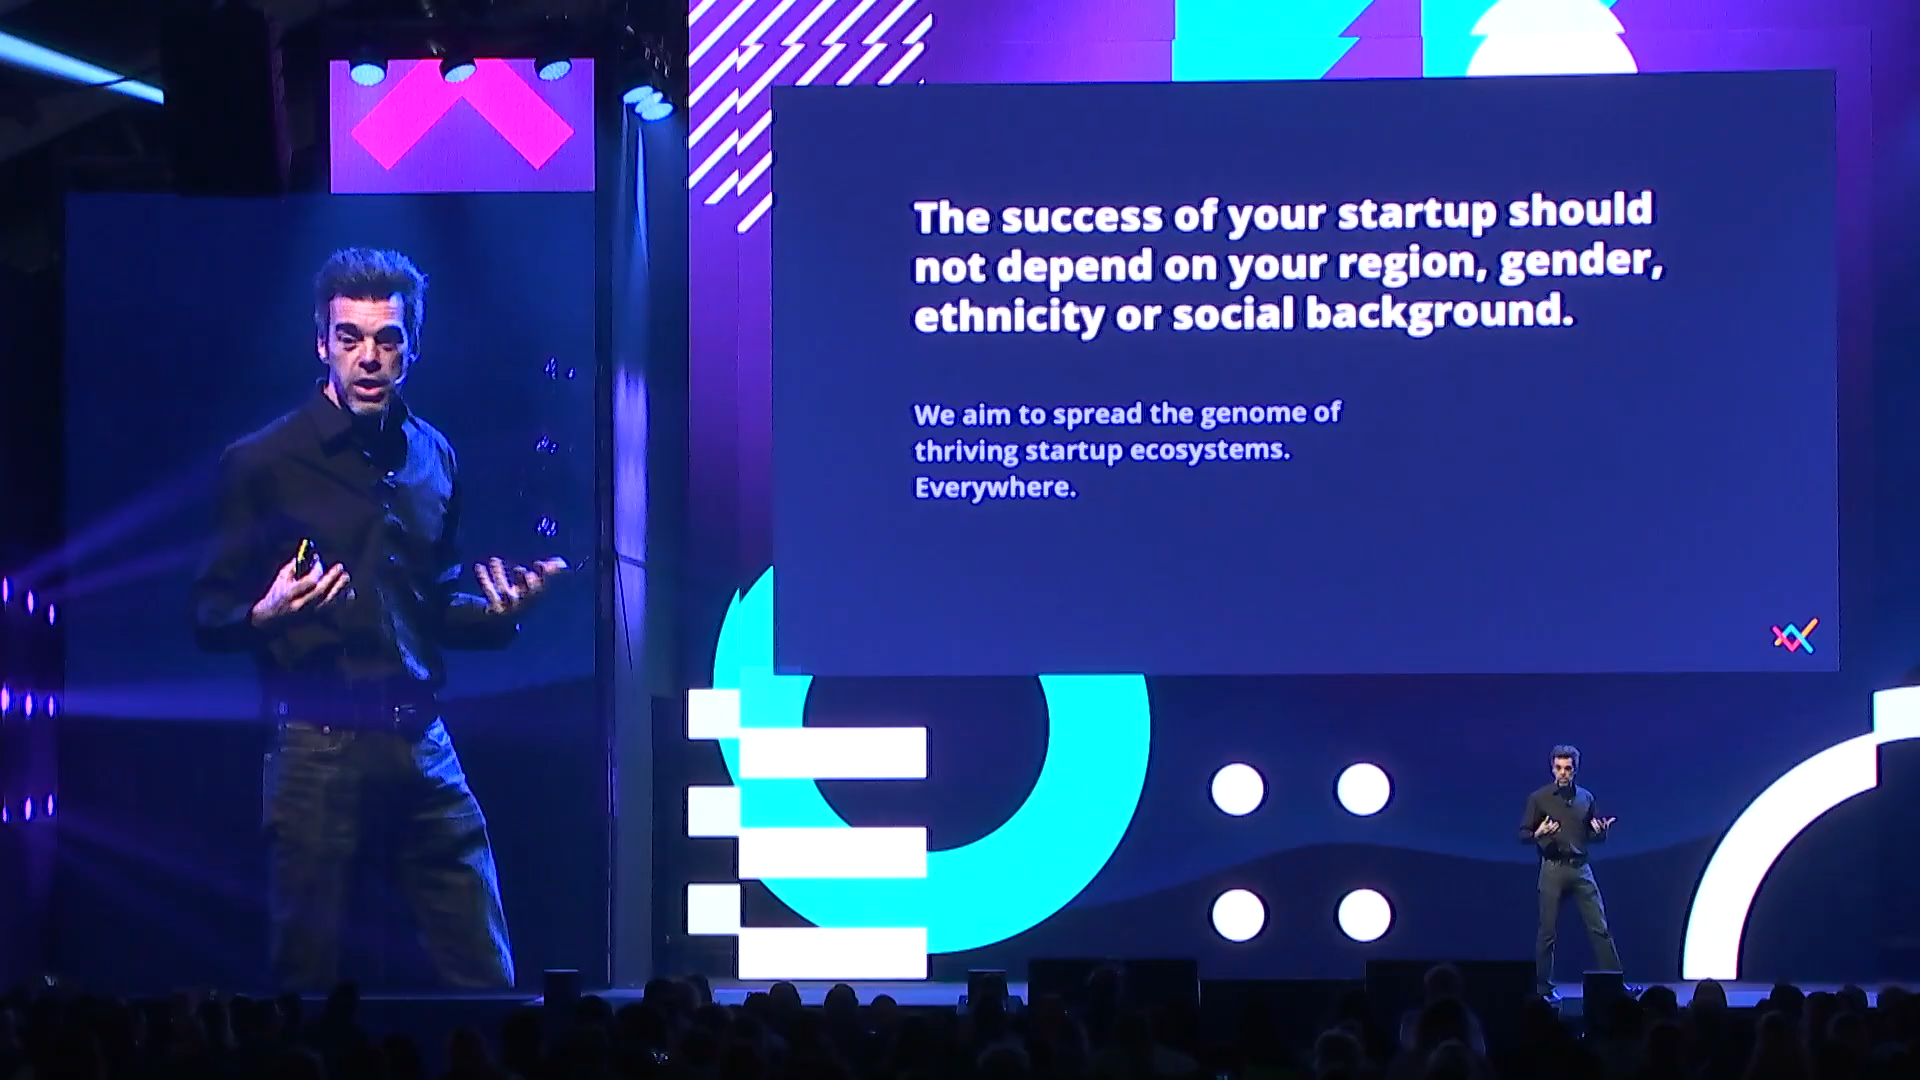 The success of your startup should
not depend on your region, gender,
ethnicity or social background.
We aim to spread the genome of
thriving startup ecosystems.
Everywhere.